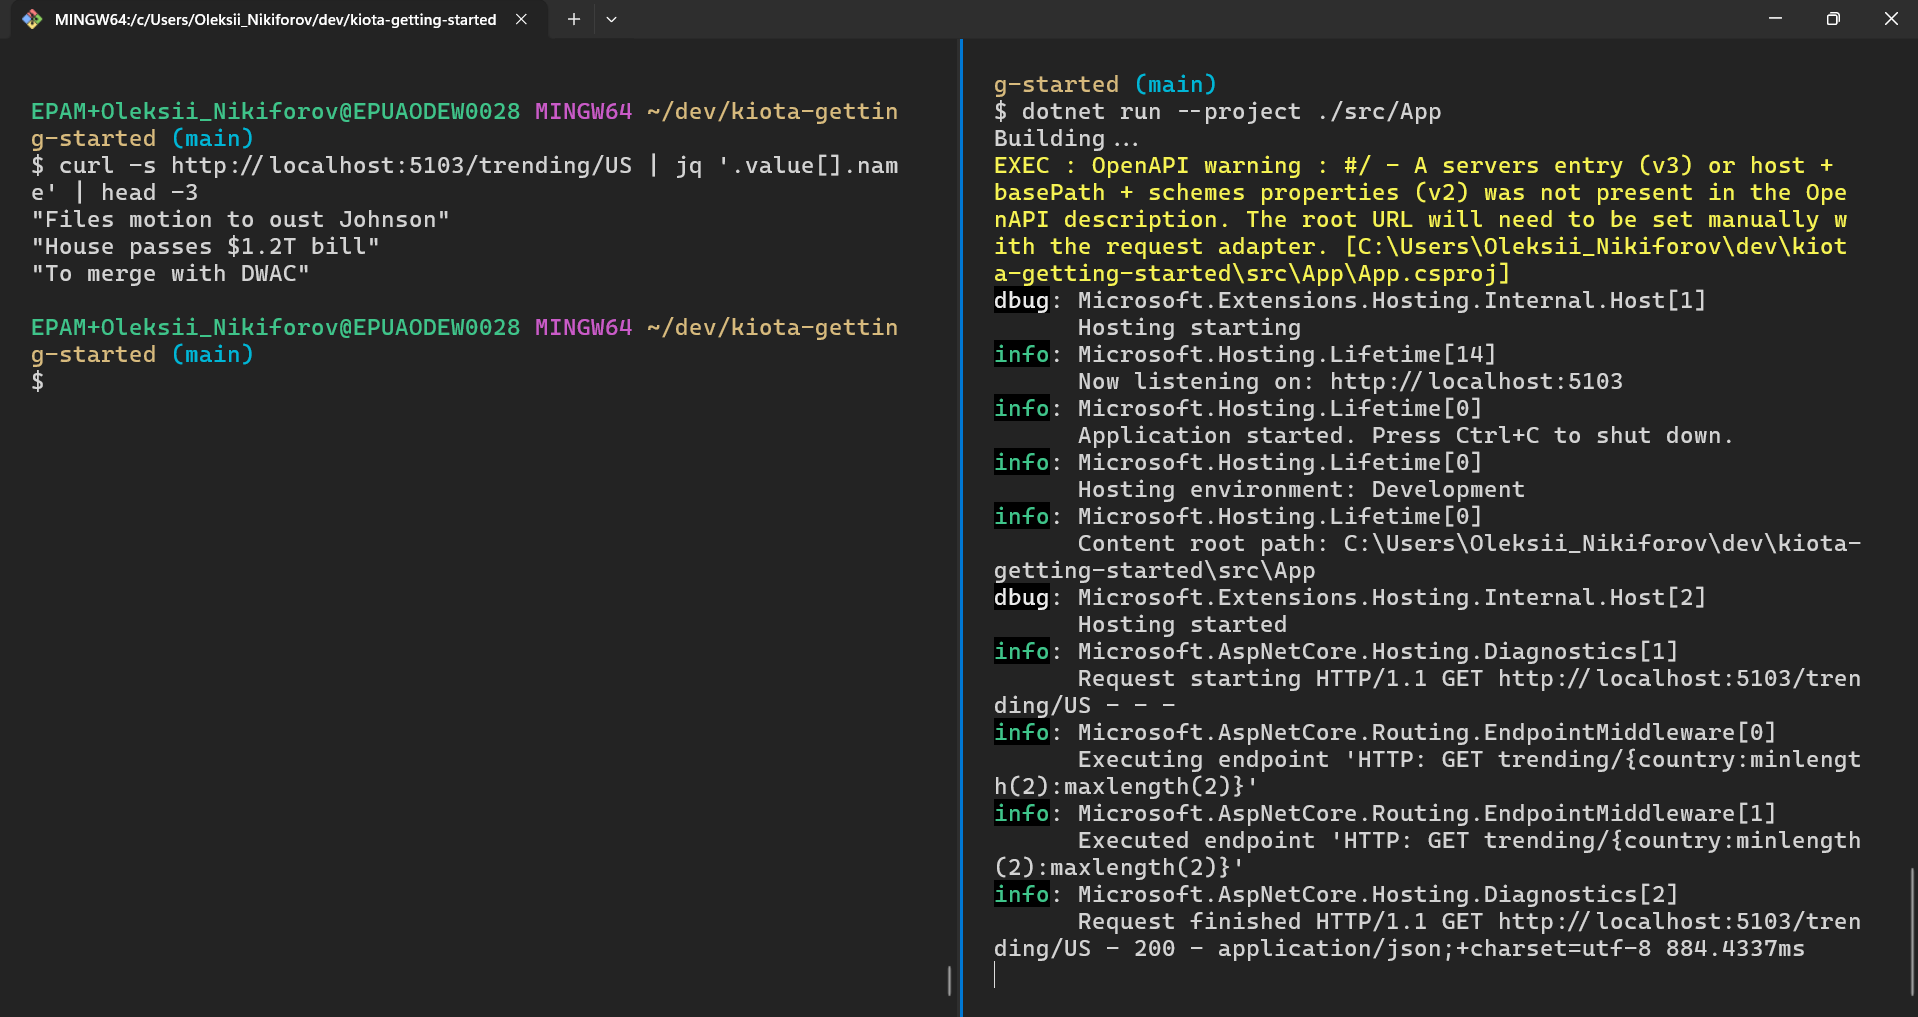 MINGW64:/c/Users/Oleksii_Nikiforov/dev/kiota-getting-started
EPAM+Oleksii_Nikiforov@EPUAODEW0028 MINGW64 ~/dev/kiota-gettin
g-started (main)
$ curl -s http://localhost:5103/trending/US | jq '.value[].nam
e' | head -3
"Files motion to oust Johnson"
"House passes $1.2T bill"
"To merge with DWAC"
EPAM+Oleksii_Nikiforov@EPUAODEW0028 MINGW64 ~/dev/kiota-gettin
g-started (main)
$
g-started (main)
$ dotnet run --project ./src/App
Building...
EXEC : OpenAPI warning : #/ - A servers entry (v3) or host +
basePath + schemes properties (v2) was not present in the Ope
nAPI description. The root URL will need to be set manually w
ith the request adapter. [C:\Users\Oleksii_Nikiforov\dev\kiot
a-getting-started\src\App\App.csproj]
dbug: Microsoft.Extensions.Hosting.Internal.Host[1]
Hosting starting
info: Microsoft.Hosting.Lifetime[14]
Now listening on: http://localhost:5103
info: Microsoft.Hosting.Lifetime[0]
Application started. Press Ctrl+C to shut down.
info: Microsoft.Hosting.Lifetime[0]
Hosting environment: Development
info: Microsoft.Hosting.Lifetime[0]
Content root path: C:\Users\Oleksii_Nikiforov\dev\kiota-
getting-started\src\App
dbug: Microsoft.Extensions.Hosting.Internal.Host[2]
Hosting started
info: Microsoft.AspNetCore.Hosting.Diagnostics[1]
Request starting HTTP/1.1 GET http://localhost:5103/tren
ding/US - - -
info: Microsoft.AspNetCore.Routing.EndpointMiddleware[0]
Executing endpoint 'HTTP: GET trending/{country:minlengt
h(2):maxlength(2)}'
info: Microsoft.AspNetCore.Routing.EndpointMiddleware[1]
Executed endpoint 'HTTP: GET trending/{country:minlength
(2):maxlength(2)}'
info: Microsoft.AspNetCore.Hosting.Diagnostics[2]
Request finished HTTP/1.1 GET http://localhost:5103/tren
ding/US - 200 - application/json;+charset=utf-8 884.4337ms